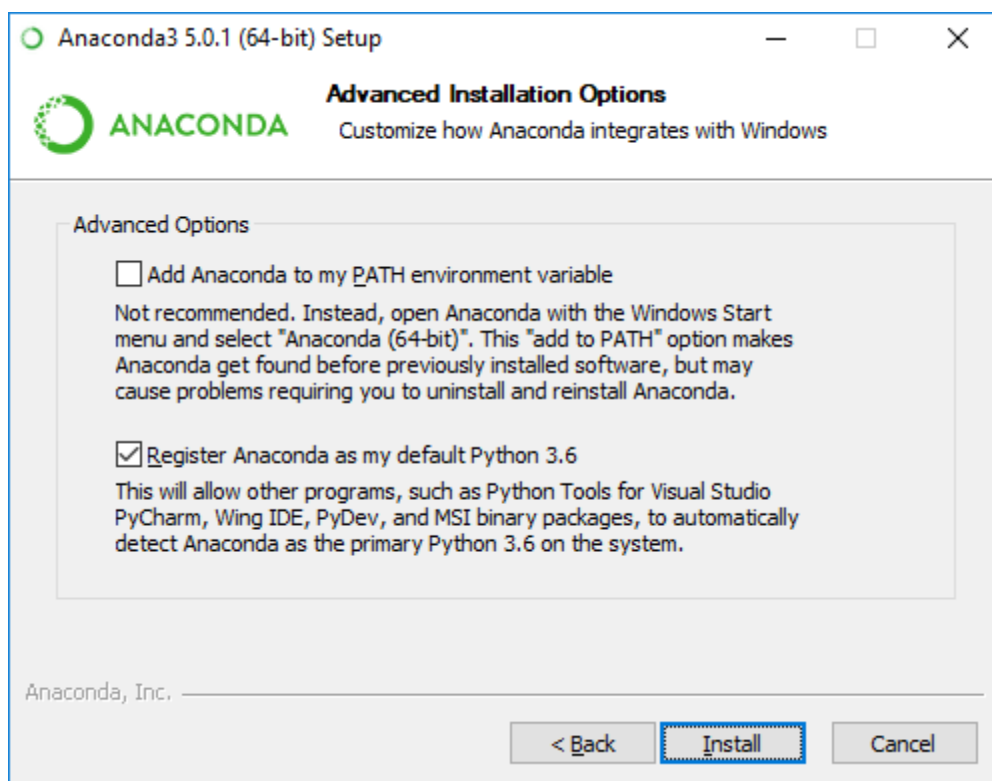 Anaconda3 5.0.1 (64-bit) Setup
ANACONDA
Advanced Installation Options
Customize how Anaconda integrates with Windows
Advanced Options
Add Anaconda to my PATH environment variable
Not recommended. Instead, open Anaconda with the Windows Start
menu and select "Anaconda (64-bit)". This "add to PATH" option makes
Anaconda get found before previously installed software, but may
cause problems requiring you to uninstall and reinstall Anaconda.
Register Anaconda as my default Python 3.6
This will allow other programs, such as Python Tools for Visual Studio
PyCharm, Wing IDE, PyDev, and MSI binary packages, to automatically
detect Anaconda as the primary Python 3.6 on the system.
Anaconda, Inc.
< Back
Install
Cancel